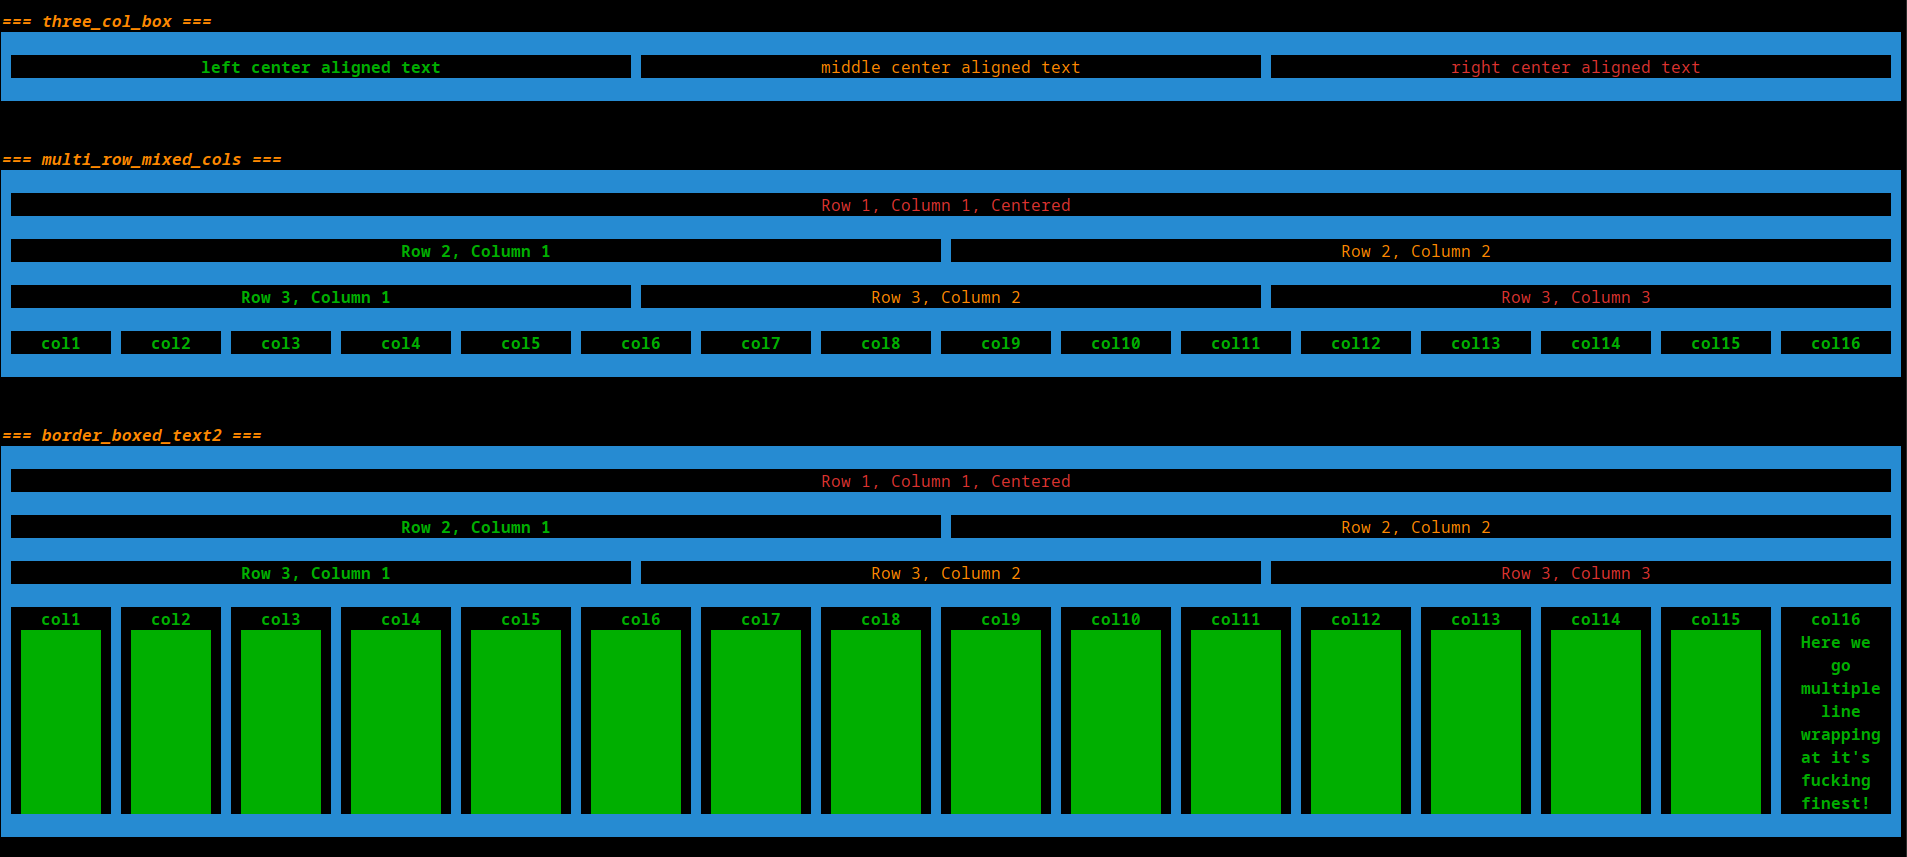 === three_col_box ===
left center aligned text middle center aligned text right center aligned text
=== multi_row_mixed_cols ===
Row 1, Column 1, Centered
Row 2, Column 1 Row 2, Column 2
Row 3, Column 1 Row 3, Column 2 Row 3, Column 3
col1 col2 col3 col4 col5 col6 col7 col8 col9 col10 col11 col12 col13 col14 col15 col16
=== border_boxed_text2 ===
Row 1, Column 1, Centered
Row 2, Column 1 Row 2, Column 2
Row 3, Column 1 Row 3, Column 2 Row 3, Column 3
col1 col2 col3 col4 col5 col6 col7 col8 col9 col10 col11 col12 col13 col14 col15 col16
Here we
go
multiple
line
wrapping
at it's
fucking
finest!